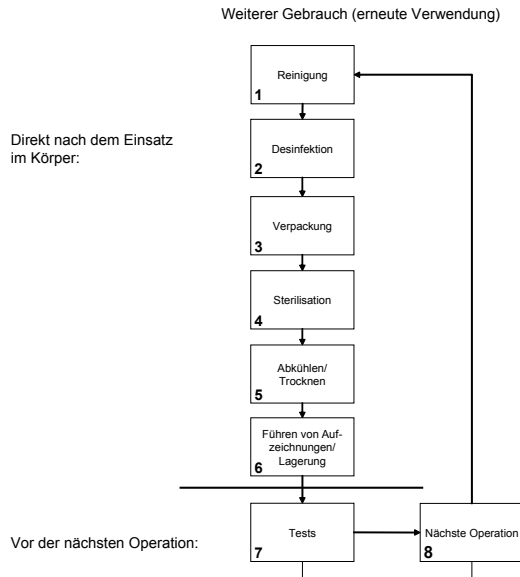 Weiterer Gebrauch (erneute Verwendung)
Reinigung
1
Direkt nach dem Einsatz
im Körper:
Desinfektion
2
Verpackung
3
Sterilisation
4
Abkühlen/
Trocknen
5
Führen von Auf-
zeichnungen/
Lagerung
6
Vor der nächsten Operation:
Tests
7
Nächste Operation
8